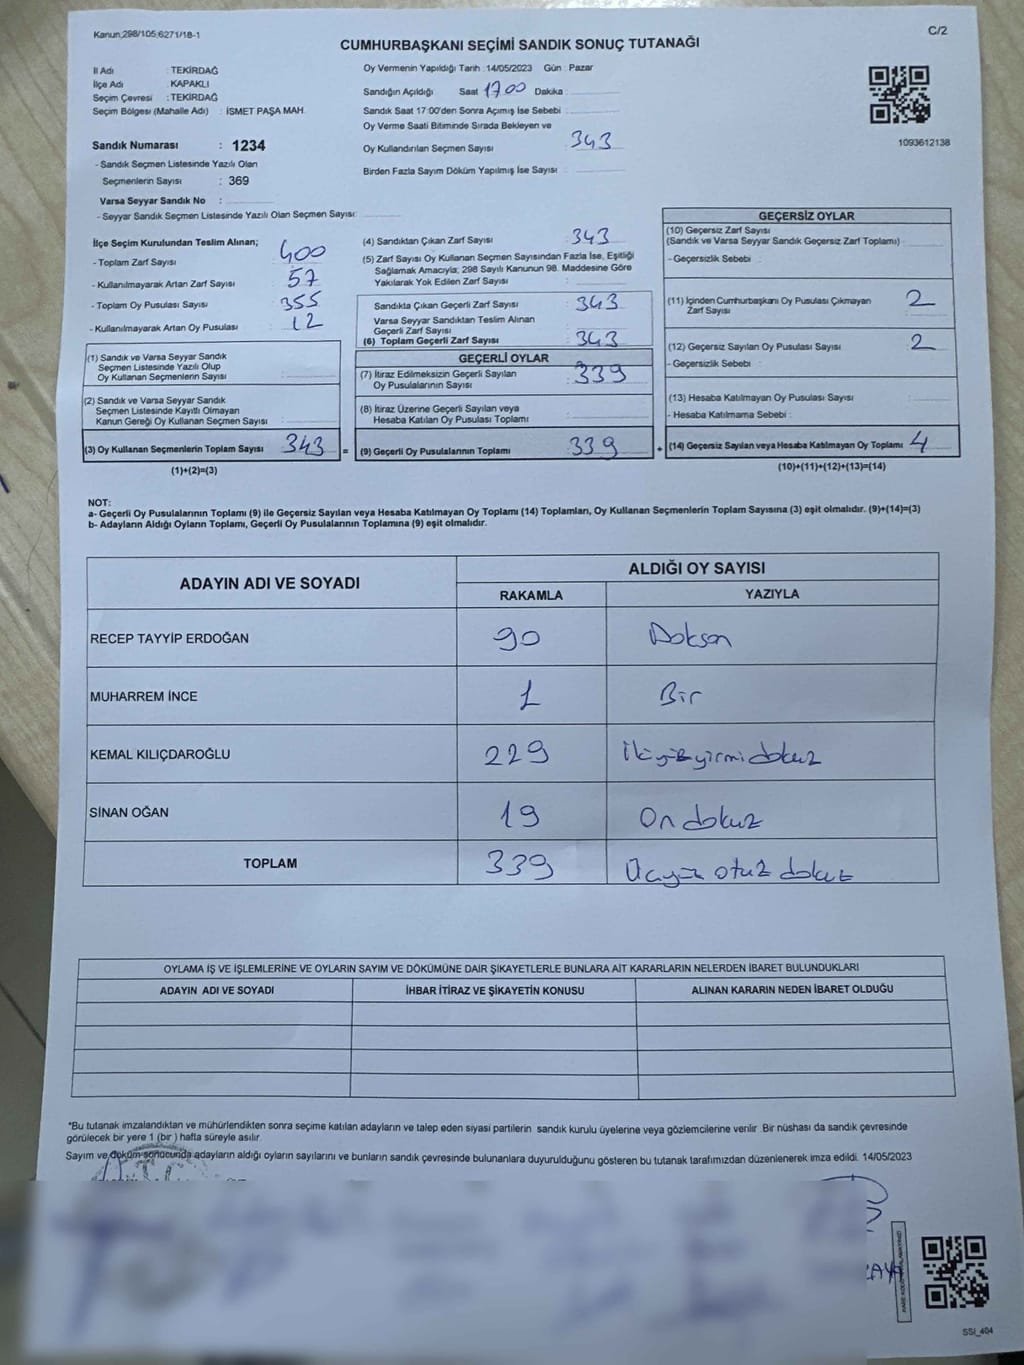 Kanun;298/105;6271/18-1
C/2
CUMHURBAŞKANI SEÇİMİ SANDIK SONUÇ TUTANAĞI
İl Adı : TEKİRDAĞ
İlçe Adı : KAPAKLI
Seçim Çevresi : TEKİRDAĞ
Seçim Bölgesi (Mahalle Adı) : İSMET PAŞA MAH.
Sandık Numarası : 1234
- Sandık Seçmen Listesinde Yazılı Olan
Seçmenlerin Sayısı : 369
Varsa Seyyar Sandık No :
- Seyyar Sandık Seçmen Listesinde Yazılı Olan Seçmen Sayısı:
Oy Vermenin Yapıldığı Tarih :14/05/2023 Gün : Pazar
Sandığın Açıldığı Saat 1700 Dakika :
Sandık Saat 17:00'den Sonra Açımış İse Sebebi :
Oy Verme Saati Bitiminde Sırada Bekleyen ve
Oy Kullandırılan Seçmen Sayısı 343
Birden Fazla Sayım Döküm Yapılmış İse Sayısı :
1093612138
İlçe Seçim Kurulundan Teslim Alınan;
- Toplam Zarf Sayısı 400
- Kullanılmayarak Artan Zarf Sayısı : 57
- Toplam Oy Pusulası Sayısı : 355
- Kullanılmayarak Artan Oy Pusulası : 12
(1) Sandık ve Varsa Seyyar Sandık
Seçmen Listesinde Yazılı Olup
Oy Kullanan Seçmenlerin Sayısı :
(2) Sandık ve Varsa Seyyar Sandık
Seçmen Listesinde Kayıtlı Olmayan
Kanun Gereği Oy Kullanan Seçmen Sayısı :
(3) Oy Kullanan Seçmenlerin Toplam Sayısı 343 =
(1)+(2)=(3)
(4) Sandıktan Çıkan Zarf Sayısı : 343
(5) Zarf Sayısı Oy Kullanan Seçmen Sayısından Fazla İse, Eşitliği
Sağlamak Amacıyla; 298 Sayılı Kanunun 98. Maddesine Göre
Yakılarak Yok Edilen Zarf Sayısı :
Sandıkta Çıkan Geçerli Zarf Sayısı : 343
Varsa Seyyar Sandıktan Teslim Alınan
Geçerli Zarf Sayısı :
(6) Toplam Geçerli Zarf Sayısı : 343
GEÇERLİ OYLAR
(7) İtiraz Edilmeksizin Geçerli Sayılan
Oy Pusulalarının Sayısı : 339
(8) İtiraz Üzerine Geçerli Sayılan veya
Hesaba Katılan Oy Pusulası Toplamı :
(9) Geçerli Oy Pusulalarının Toplamı 339 +
GEÇERSİZ OYLAR
(10) Geçersiz Zarf Sayısı
(Sandık ve Varsa Seyyar Sandık Geçersiz Zarf Toplamı) :
- Geçersizlik Sebebi :
(11) İçinden Cumhurbaşkanı Oy Pusulası Çıkmayan
Zarf Sayısı : 2
(12) Geçersiz Sayılan Oy Pusulası Sayısı : 2
- Geçersizlik Sebebi :
(13) Hesaba Katılmayan Oy Pusulası Sayısı :
- Hesaba Katılmama Sebebi :
(14) Geçersiz Sayılan veya Hesaba Katılmayan Oy Toplamı 4
(10)+(11)+(12)+(13)=(14)
NOT:
a- Geçerli Oy Pusulalarının Toplamı (9) ile Geçersiz Sayılan veya Hesaba Katılmayan Oy Toplamı (14) Toplamları, Oy Kullanan Seçmenlerin Toplam Sayısına (3) eşit olmalıdır. (9)+(14)=(3)
b- Adayların Aldığı Oyların Toplamı, Geçerli Oy Pusulalarının Toplamına (9) eşit olmalıdır.
ADAYIN ADI VE SOYADI ALDIĞI OY SAYISI
RAKAMLA YAZIYLA
RECEP TAYYİP ERDOĞAN 90 Doksan
MUHARREM İNCE 1 Bir
KEMAL KILIÇDAROĞLU 229 İkiyüzyirmidokuz
SİNAN OĞAN 19 On dokuz
TOPLAM 339 Üçyüz otuz dokuz
OYLAMA İŞ VE İŞLEMLERİNE VE OYLARIN SAYIM VE DÖKÜMÜNE DAİR ŞİKAYETLERLE BUNLARA AİT KARARLARIN NELERDEN İBARET BULUNDUKLARI
ADAYIN ADI VE SOYADI İHBAR İTİRAZ VE ŞİKAYETİN KONUSU ALINAN KARARIN NEDEN İBARET OLDUĞU
*Bu tutanak imzalandıktan ve mühürlendikten sonra seçime katılan adayların ve talep eden siyasi partilerin sandık kurulu üyelerine veya gözlemcilerine verilir. Bir nüshası da sandık çevresinde
görülecek bir yere 1 (bir ) hafta süreyle asılır.
Sayım ve döküm sonucunda adayların aldığı oyların sayılarını ve bunların sandık çevresinde bulunanlara duyurulduğunu gösteren bu tutanak tarafımızdan düzenlenerek imza edildi. 14/05/2023
SSİ_404